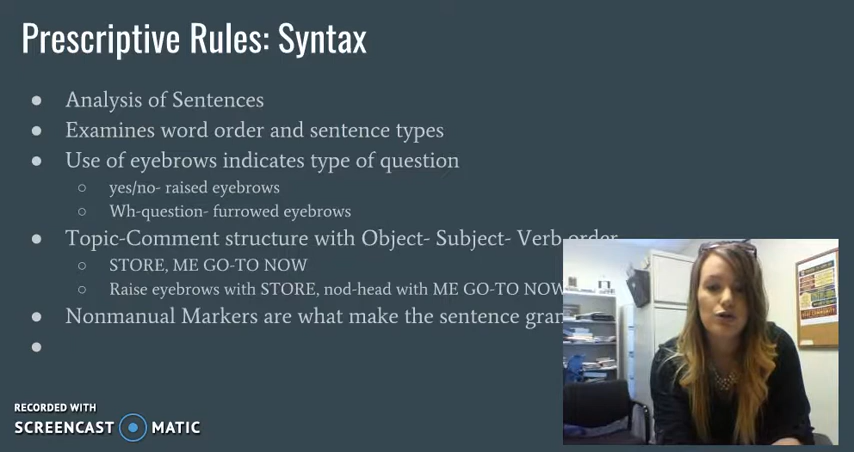 Prescriptive Rules: Syntax
Analysis of Sentences
Examines word order and sentence types
Use of eyebrows indicates type of question
yes/no- raised eyebrows
Wh-question- furrowed eyebrows
Topic-Comment structure with Object- Subject- Verb order
STORE, ME GO-TO NOW
Raise eyebrows with STORE, nod-head with ME GO-TO NOW
Nonmanual Markers are what make the sentence
RECORDED WITH
SCREENCAST MATIC